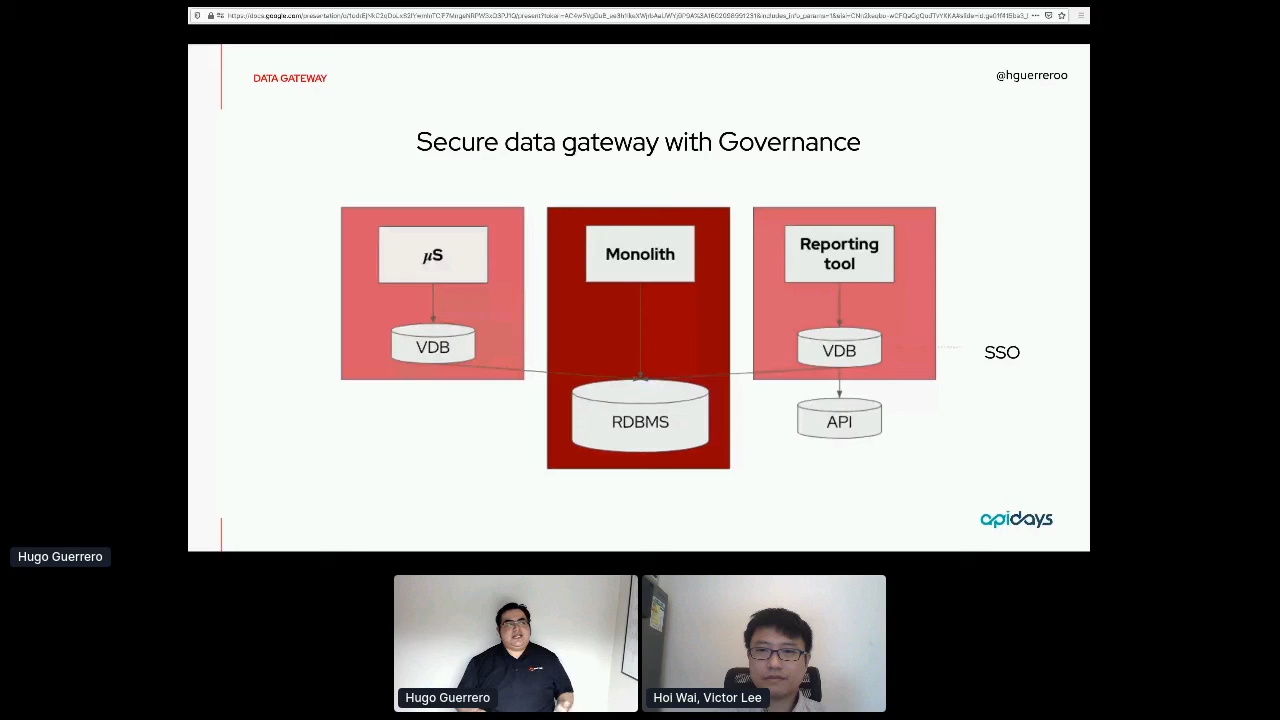 DATA GATEWAY
@hguerreroo
Secure data gateway with Governance
μS
Monolith
Reporting
tool
VDB
VDB
SSO
RDBMS
API
apidays
Hugo Guerrero
Hugo Guerrero
Hoi Wai, Victor Lee